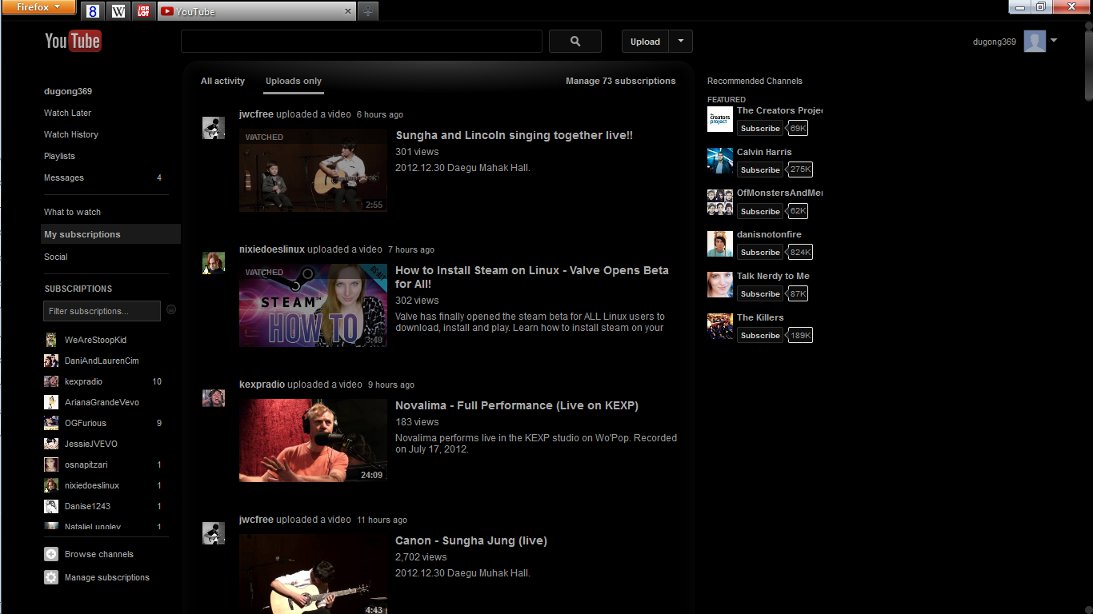 Firefox
8
W
YouTube
YouTube
Upload
dugong369
dugong369
Watch Later
Watch History
Playlists
Messages 4
What to watch
My subscriptions
Social
SUBSCRIPTIONS
Filter subscriptions...
WeAreStoopKid
DaniAndLaurenCim
kexpradio 10
ArianaGrandeVevo
OGFurious 9
JessieJVEVO
osnapitzari 1
nixiedoeslinux 1
Danise1243 1
NatalieLungley 1
Browse channels
Manage subscriptions
All activity Uploads only Manage 73 subscriptions
jwcfree uploaded a video 6 hours ago
WATCHED
2:55
Sungha and Lincoln singing together live!!
301 views
2012.12.30 Daegu Mahak Hall.
nixiedoeslinux uploaded a video 7 hours ago
WATCHED
STEAM
HOW TO
3:49
How to Install Steam on Linux - Valve Opens Beta
for All!
302 views
Valve has finally opened the steam beta for ALL Linux users to
download, install and play. Learn how to install steam on your
kexpradio uploaded a video 9 hours ago
24:09
Novalima - Full Performance (Live on KEXP)
183 views
Novalima performs live in the KEXP studio on Wo'Pop. Recorded
on July 17, 2012.
jwcfree uploaded a video 11 hours ago
4:43
Canon - Sungha Jung (live)
2,702 views
2012.12.30 Daegu Muhak Hall.
Recommended Channels
FEATURED
the creators project
The Creators Projec
Subscribe 69K
Calvin Harris
Subscribe 275K
OfMonstersAndMen
Subscribe 62K
danisnotonfire
Subscribe 824K
Talk Nerdy to Me
Subscribe 87K
The Killers
Subscribe 189K